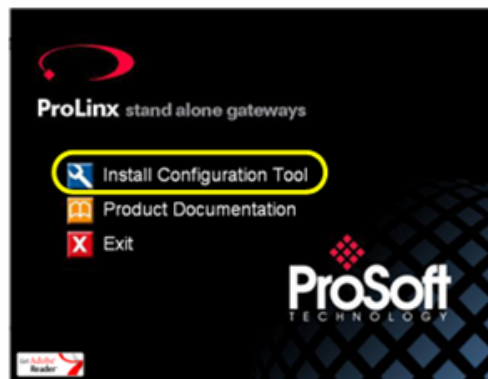 ProLinx stand alone gateways
Install Configuration Tool
Product Documentation
X Exit
ProSoft
TECHNOLOGY
Get Adobe
Reader